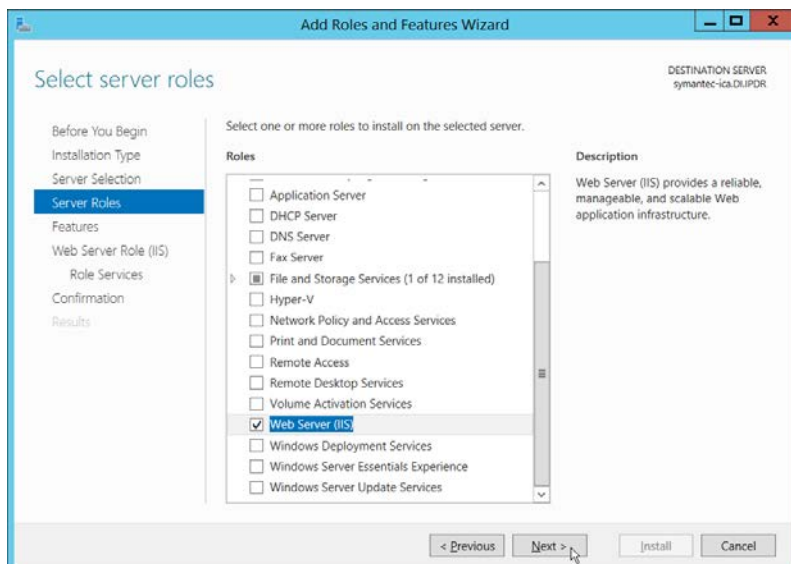 Add Roles and Features Wizard
Select server roles
DESTINATION SERVER
symantec-ica.DLIPDR
Before You Begin
Installation Type
Server Selection
Server Roles
Features
Web Server Role (IIS)
Role Services
Confirmation
Results
Select one or more roles to install on the selected server.
Roles
Application Server
DHCP Server
DNS Server
Fax Server
File and Storage Services (1 of 12 installed)
Hyper-V
Network Policy and Access Services
Print and Document Services
Remote Access
Remote Desktop Services
Volume Activation Services
Web Server (IIS)
Windows Deployment Services
Windows Server Essentials Experience
Windows Server Update Services
Description
Web Server (IIS) provides a reliable,
manageable, and scalable Web
application infrastructure.
< Previous
Next >
Install
Cancel